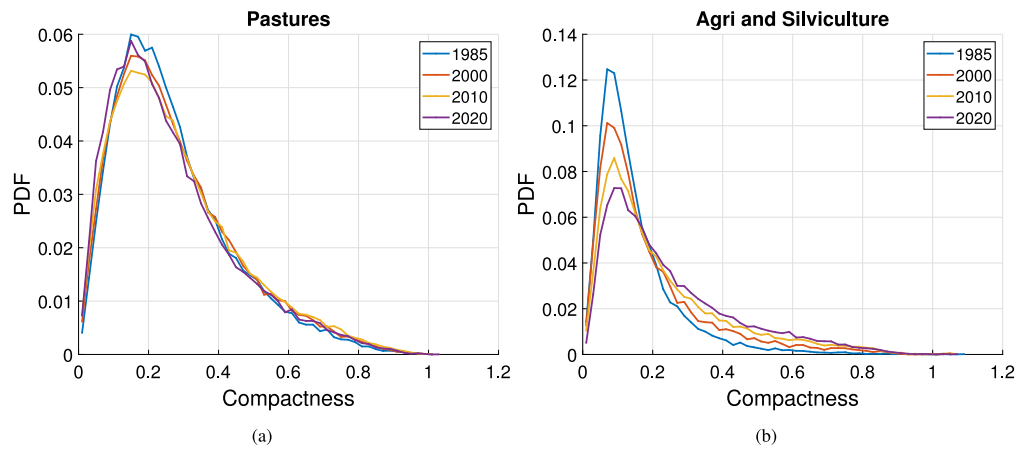 Pastures
0.06
0.05
0.04
0.03
0.02
0.01
0
PDF
1985
2000
2010
2020
0 0.2 0.4 0.6 0.8 1 1.2
Compactness
(a)
Agri and Silviculture
0.14
0.12
0.1
0.08
0.06
0.04
0.02
0
PDF
1985
2000
2010
2020
0 0.2 0.4 0.6 0.8 1 1.2
Compactness
(b)